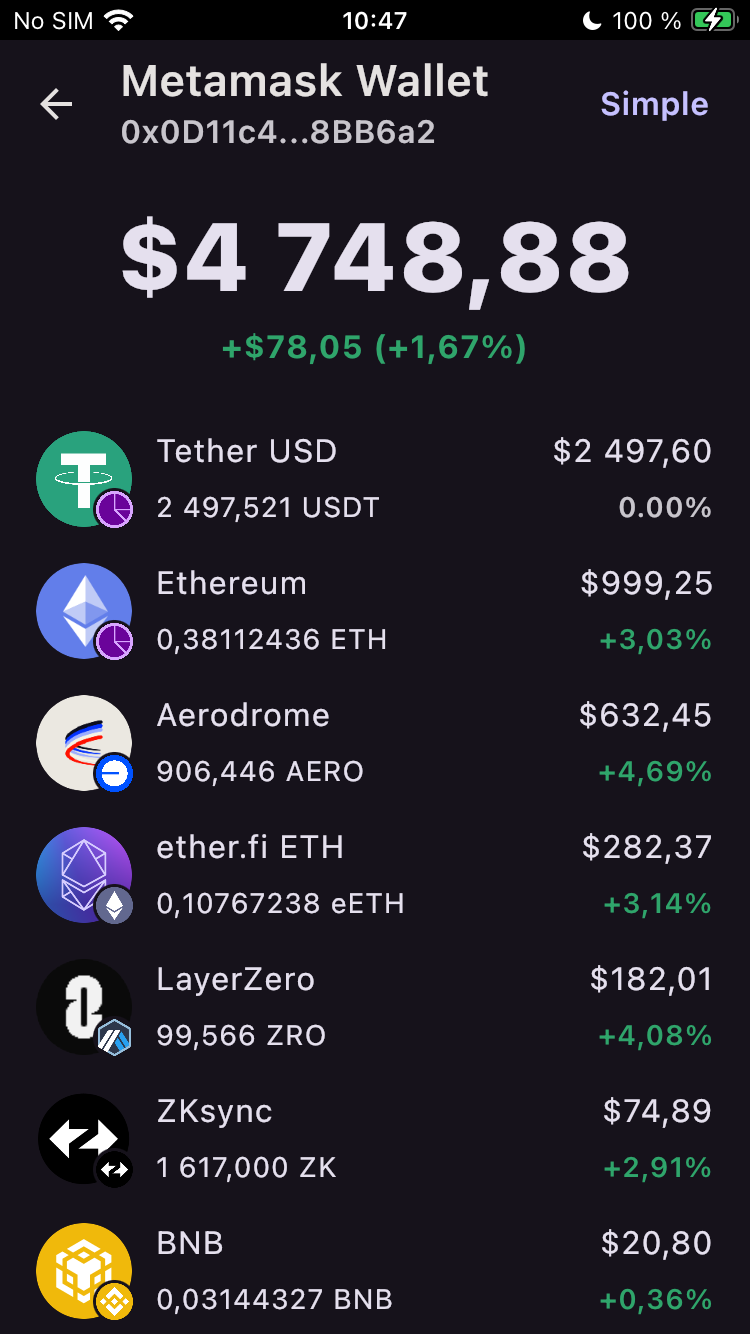 No SIM 10:47 100 %
Metamask Wallet
Simple
0x0D11c4...8BB6a2
$4 748,88
+$78,05 (+1,67%)
Tether USD $2 497,60
2 497,521 USDT 0.00%
Ethereum $999,25
0,38112436 ETH +3,03%
Aerodrome $632,45
906,446 AERO +4,69%
ether.fi ETH $282,37
0,10767238 eETH +3,14%
LayerZero $182,01
99,566 ZRO +4,08%
ZKsync $74,89
1 617,000 ZK +2,91%
BNB $20,80
0,03144327 BNB +0,36%